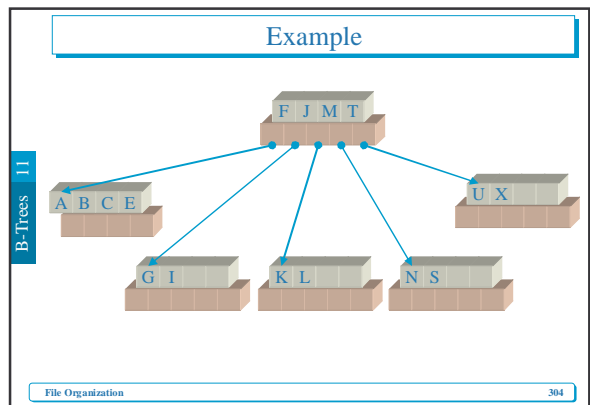 Example
F J M T
A B C E
U X
G I
K L
N S
B-Trees 11
File Organization 304